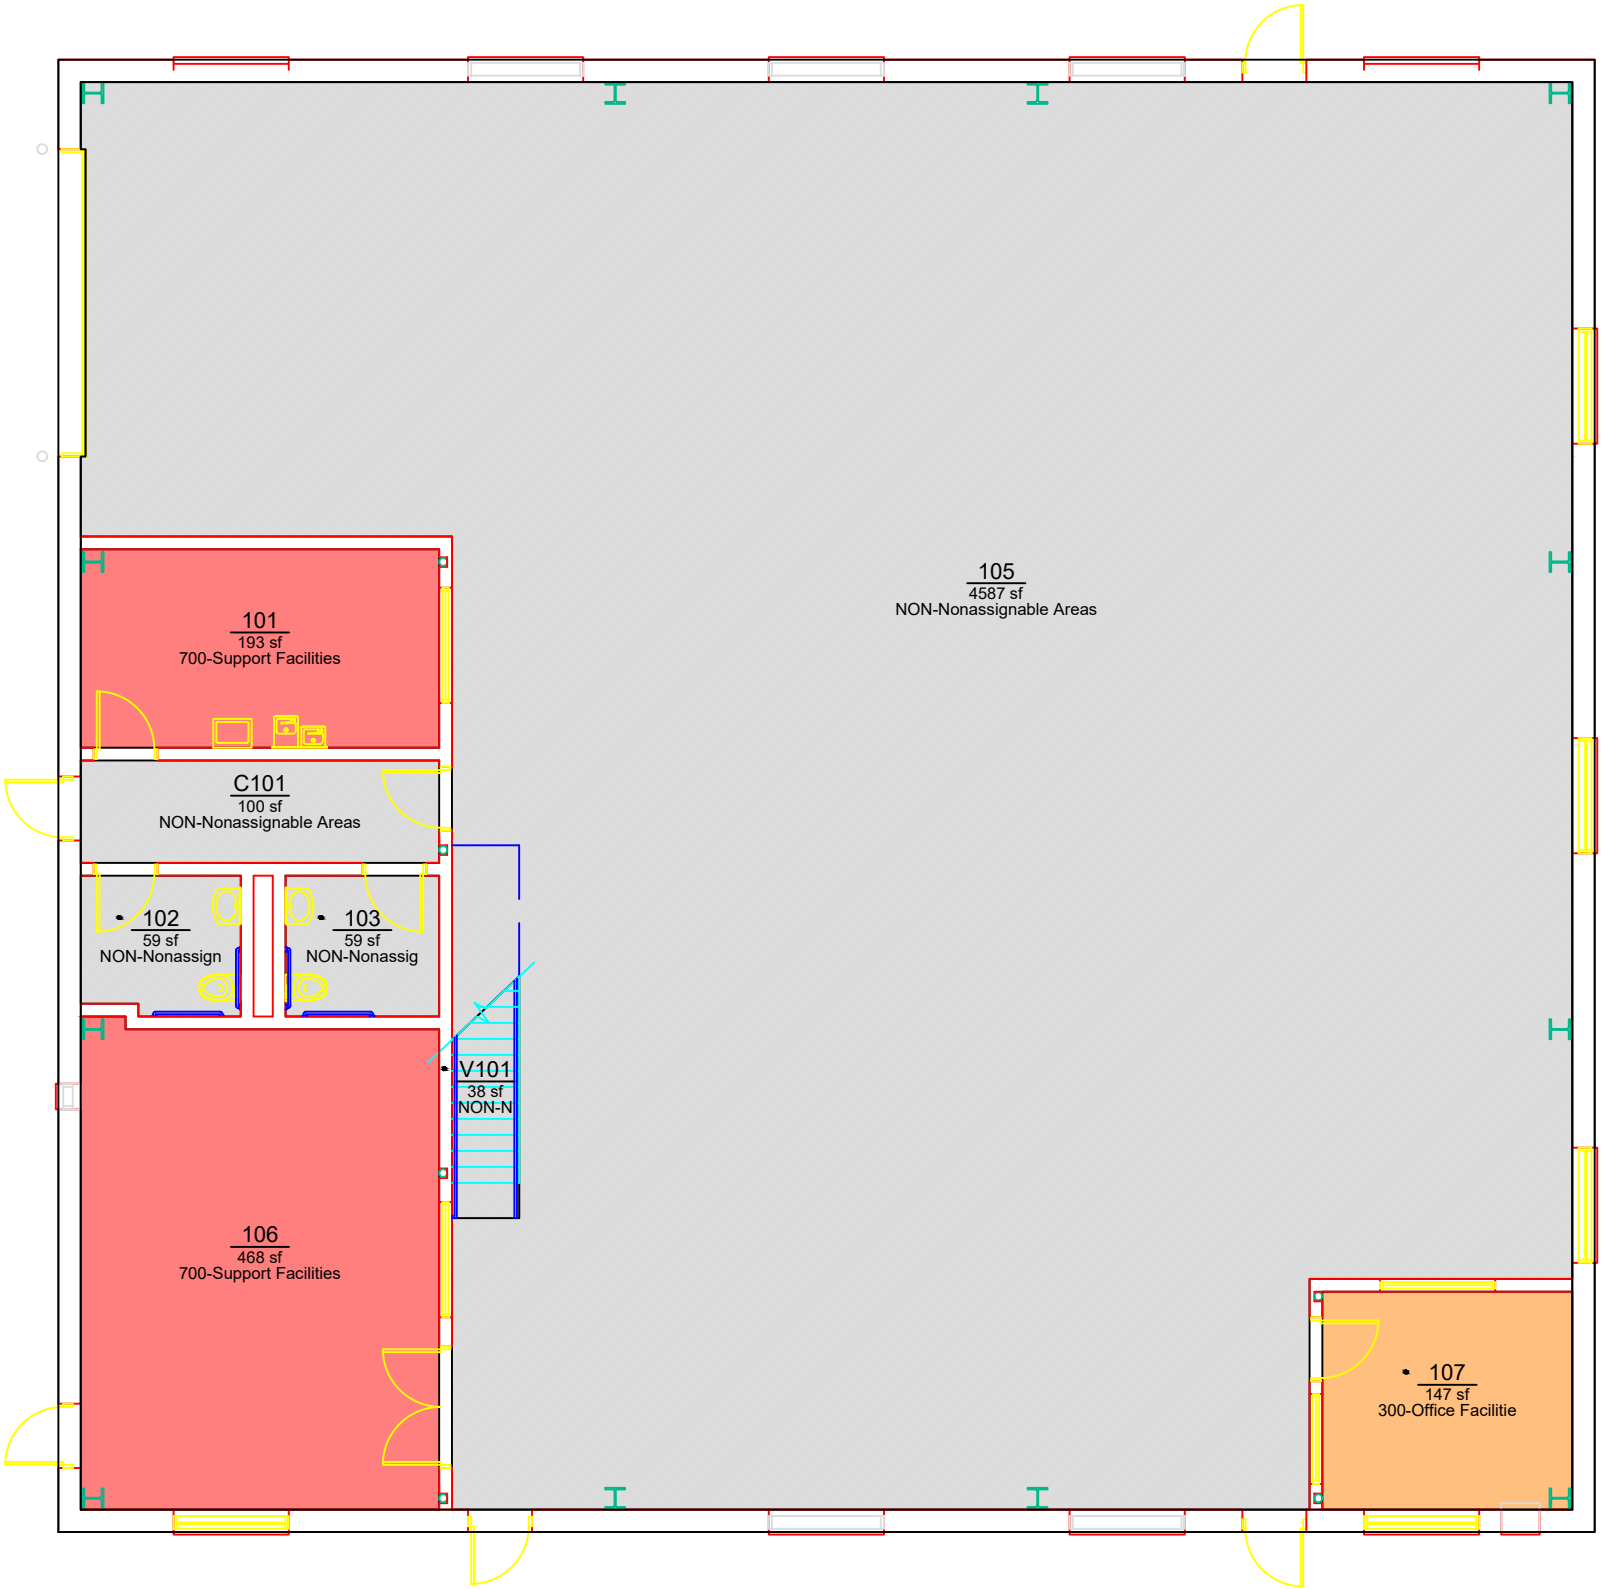 105
4587 sf
NON-Nonassignable Areas
101
193 sf
700-Support Facilities
C101
100 sf
NON-Nonassignable Areas
102
59 sf
NON-Nonassign
103
59 sf
NON-Nonassig
V101
38 sf
NON-N
106
468 sf
700-Support Facilities
107
147 sf
300-Office Facilitie